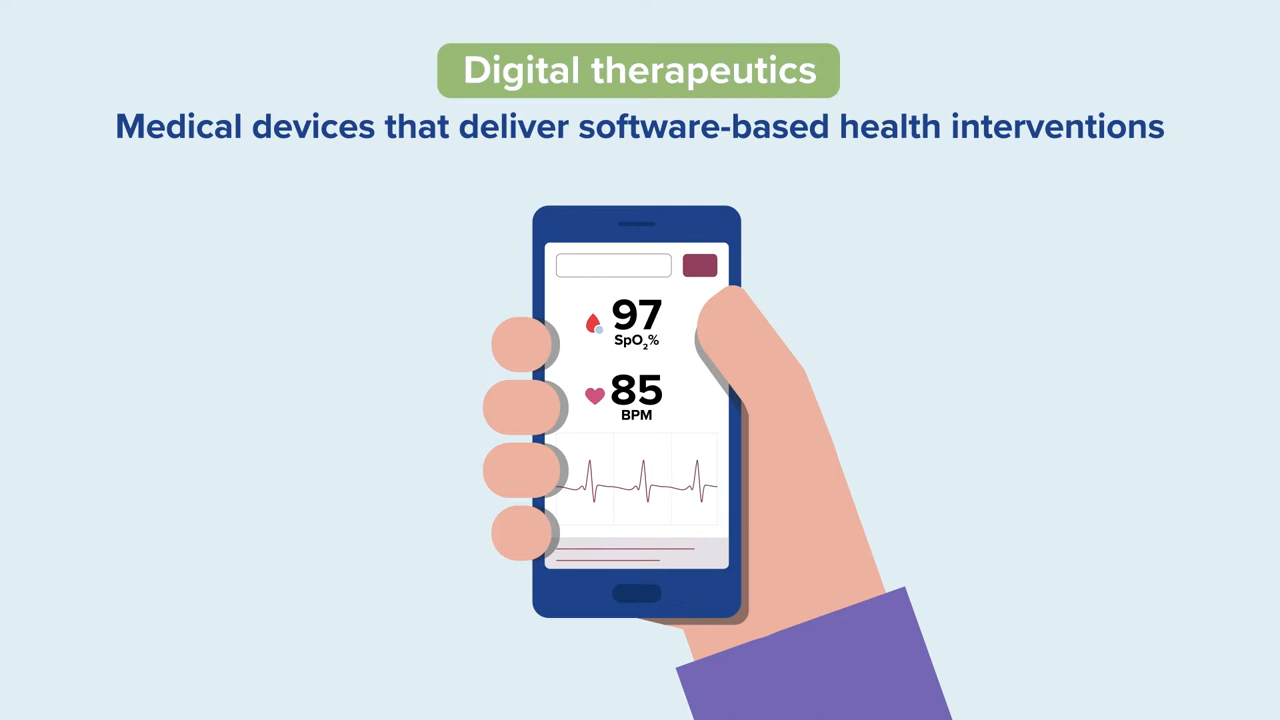 Digital therapeutics
Medical devices that deliver software-based health interventions
97
SpO₂%
85
BPM